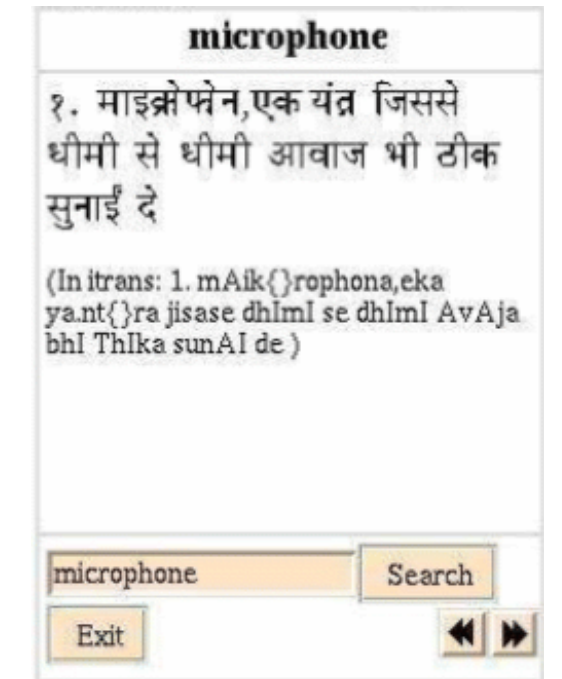 microphone
१. माइक्रोफोन,एक यंत्र जिससे
धीमी से धीमी आवाज भी ठीक
सुनाई दे
(In itrans: 1. mAik{}rophona,eka
ya.nt{}ra jisase dhImI se dhImI AvAja
bhI ThIka sunAI de )
microphone
Search
Exit